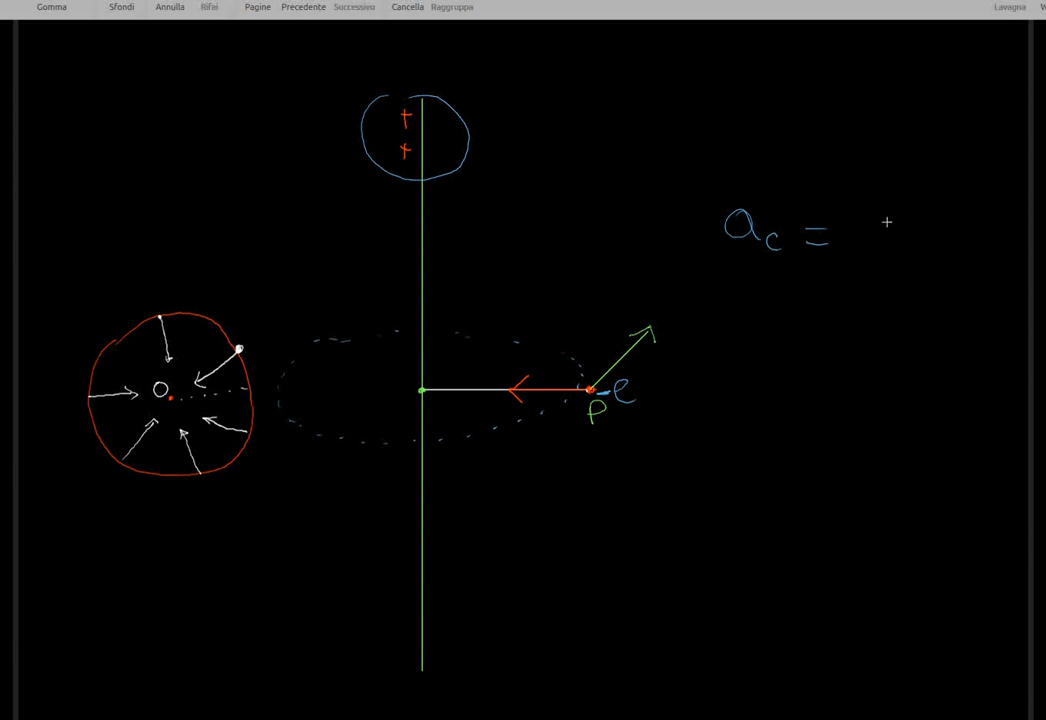 Gomma Sfondi Annulla Rifai Pagine Precedente Successivo Cancella Raggruppa Lavagna
a_c =
P
e
O